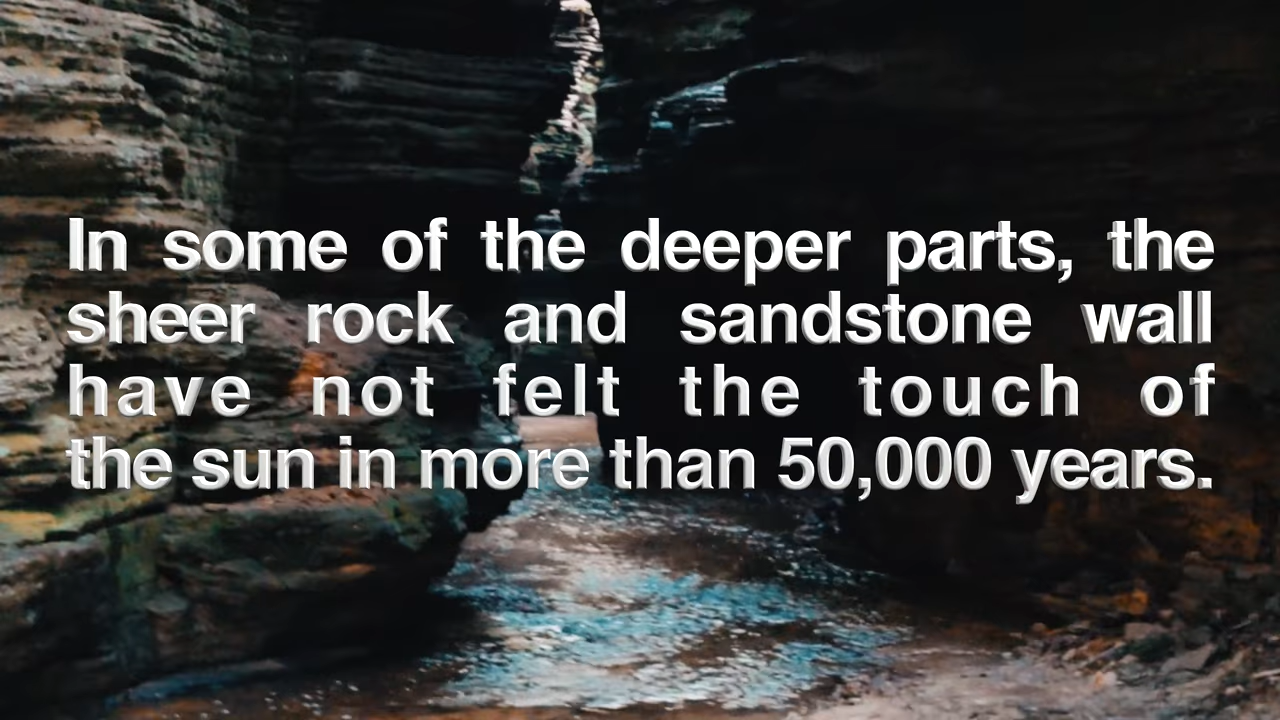 In some of the deeper parts, the
sheer rock and sandstone wall
have not felt the touch of
the sun in more than 50,000 years.